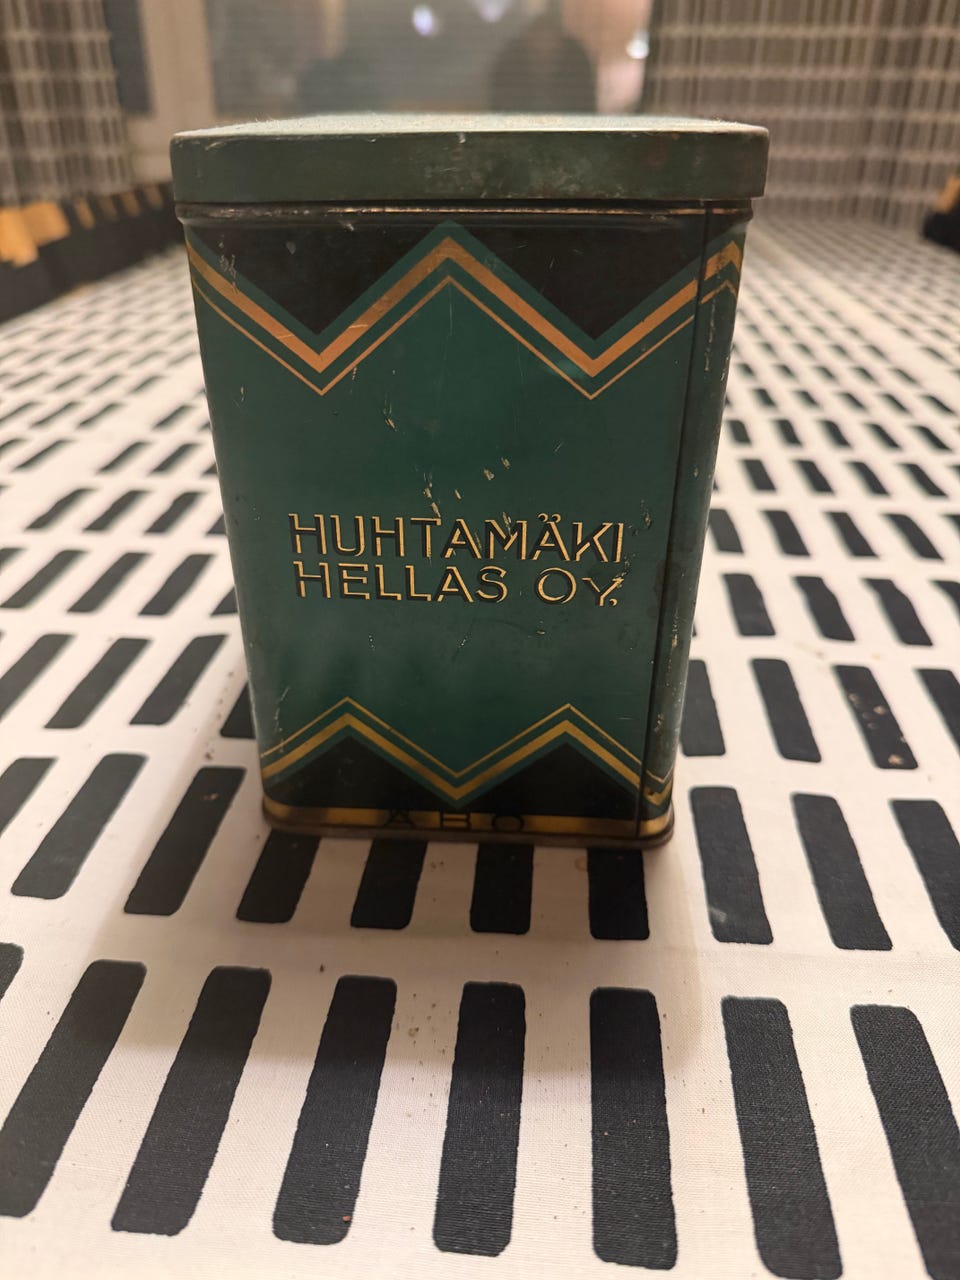 HUHTAMÄKI
HELLAS OY.
ÅBO